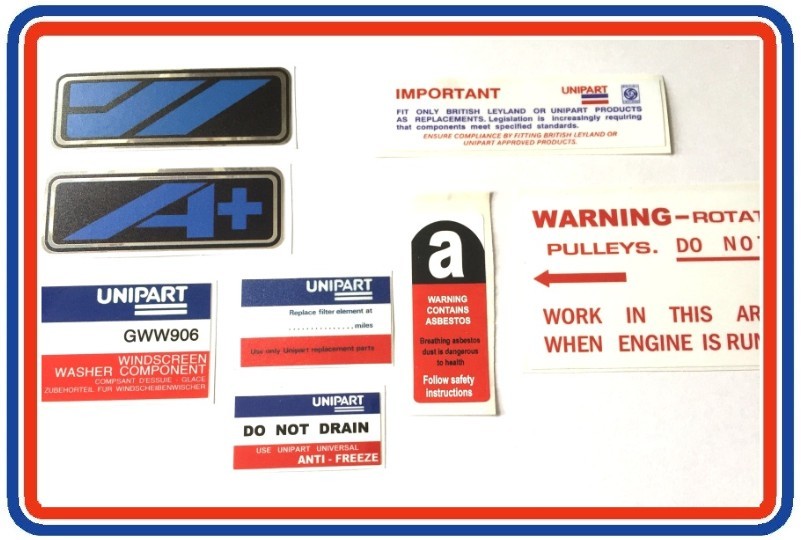 IMPORTANT
UNIPART
FIT ONLY BRITISH LEYLAND OR UNIPART PRODUCTS
AS REPLACEMENTS. Legislation is increasingly requiring
that components meet specified standards.
ENSURE COMPLIANCE BY FITTING BRITISH LEYLAND OR
UNIPART APPROVED PRODUCTS.
A+
UNIPART
GWW906
WINDSCREEN
WASHER COMPONENT
COMPSANT D'ESSUIE - GLACE
ZUBEHORTEIL FUR WINDSCHEIBENWISCHER
UNIPART
Replace filter element at
................miles
Use only Unipart replacement parts
UNIPART
DO NOT DRAIN
USE UNIPART UNIVERSAL
ANTI - FREEZE
a
WARNING
CONTAINS
ASBESTOS
Breathing asbestos
dust is dangerous
to health
Follow safety
instructions
WARNING-ROTAT
PULLEYS. DO NO
WORK IN THIS AR
WHEN ENGINE IS RUN